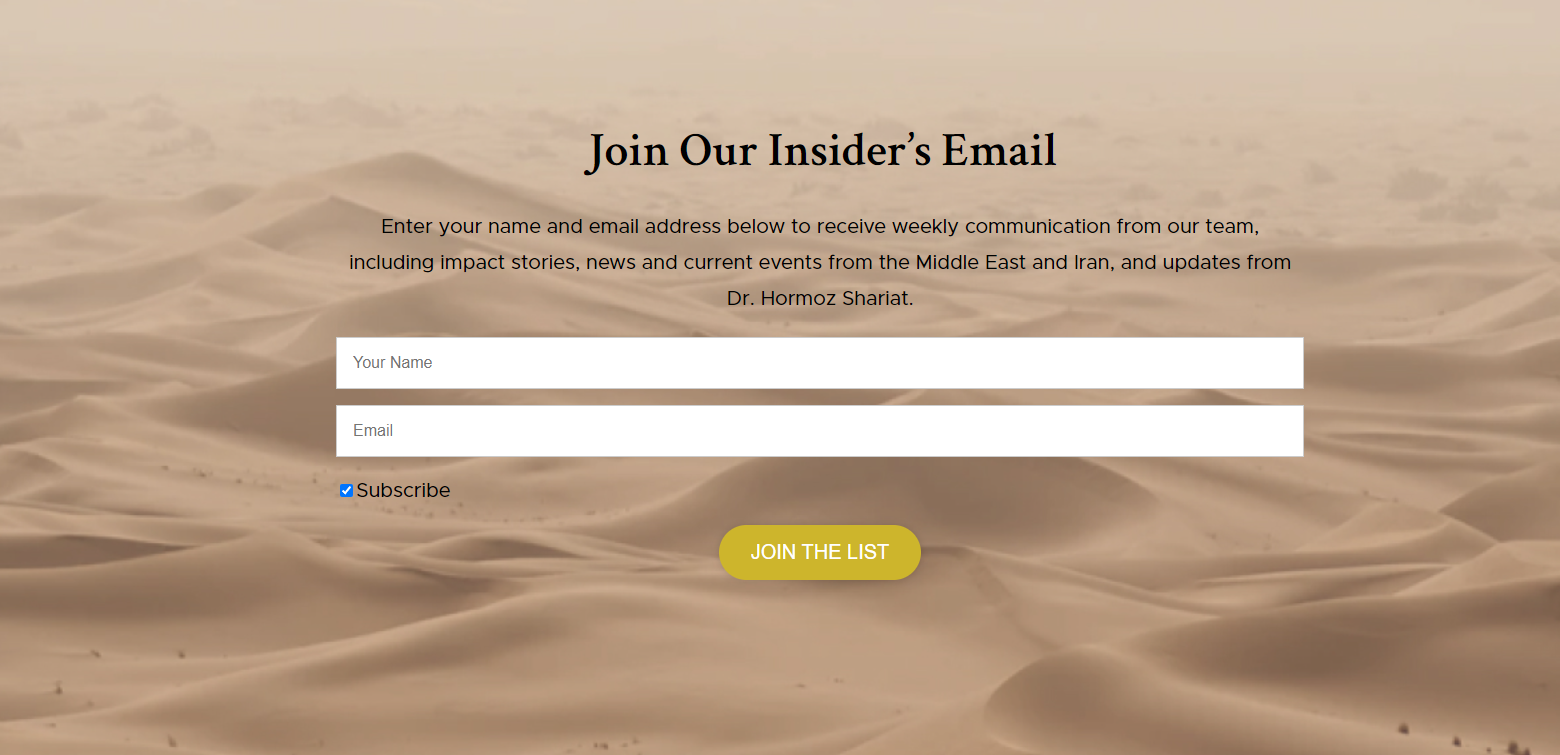 Join Our Insider’s Email
Enter your name and email address below to receive weekly communication from our team,
including impact stories, news and current events from the Middle East and Iran, and updates from
Dr. Hormoz Shariat.
Your Name
Email
Subscribe
JOIN THE LIST